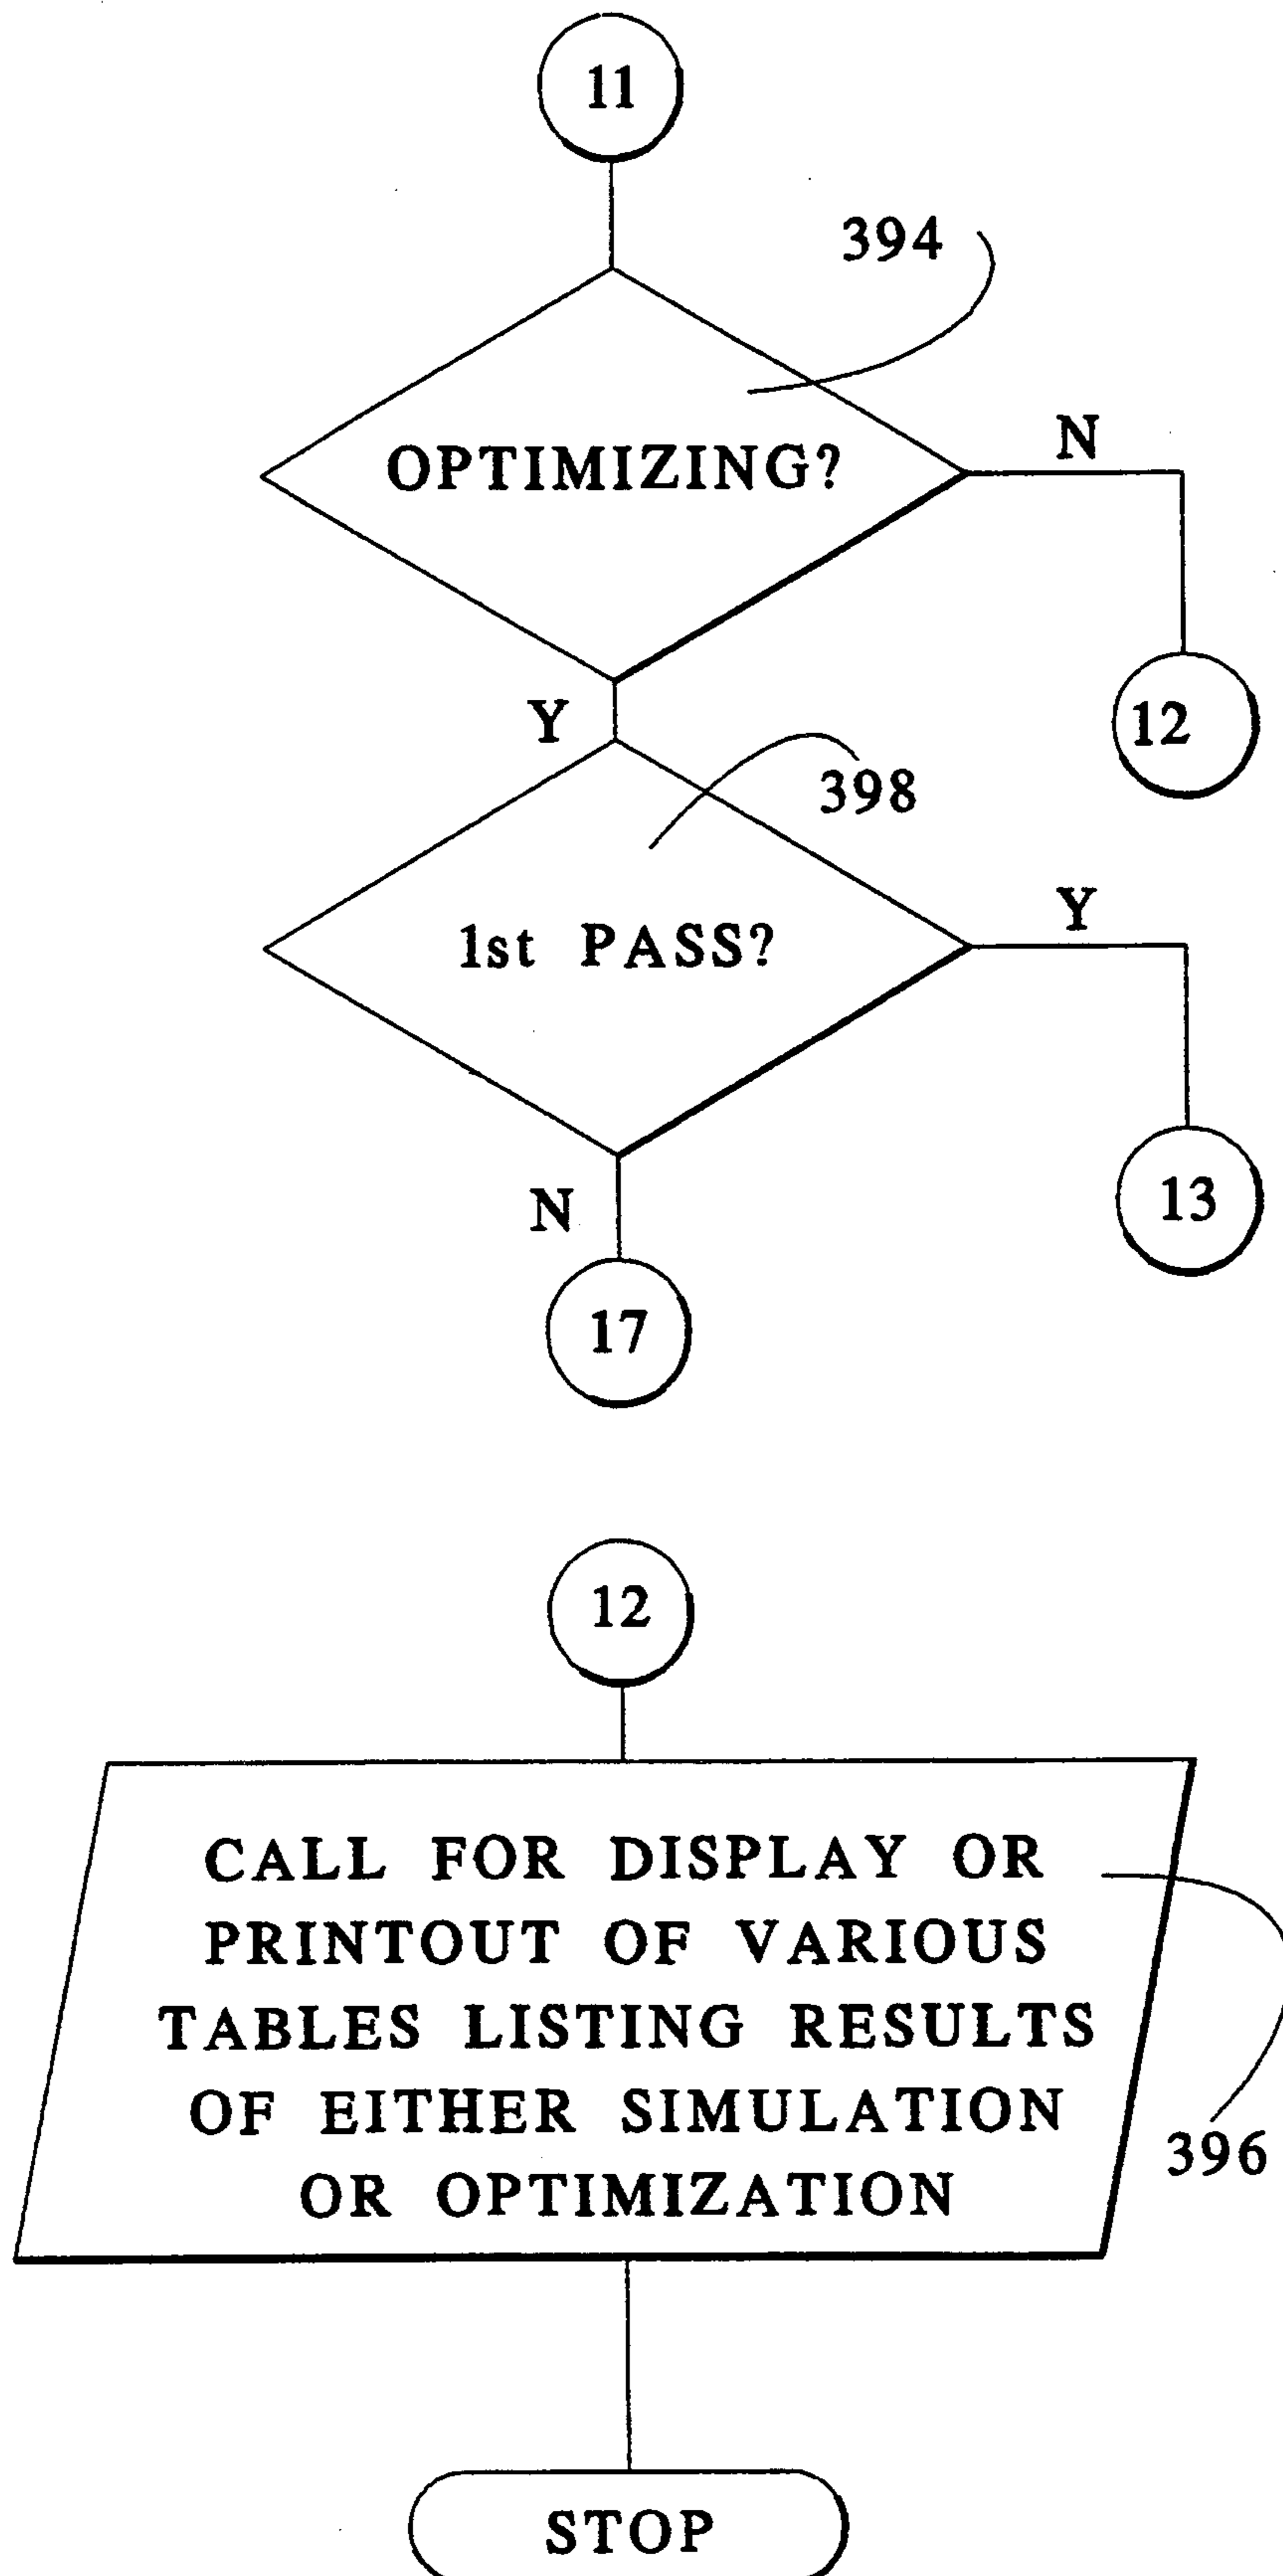 11
394
OPTIMIZING?
N
12
Y
398
1st PASS?
Y
13
N
17
12
CALL FOR DISPLAY OR
PRINTOUT OF VARIOUS
TABLES LISTING RESULTS
OF EITHER SIMULATION
OR OPTIMIZATION
396
STOP